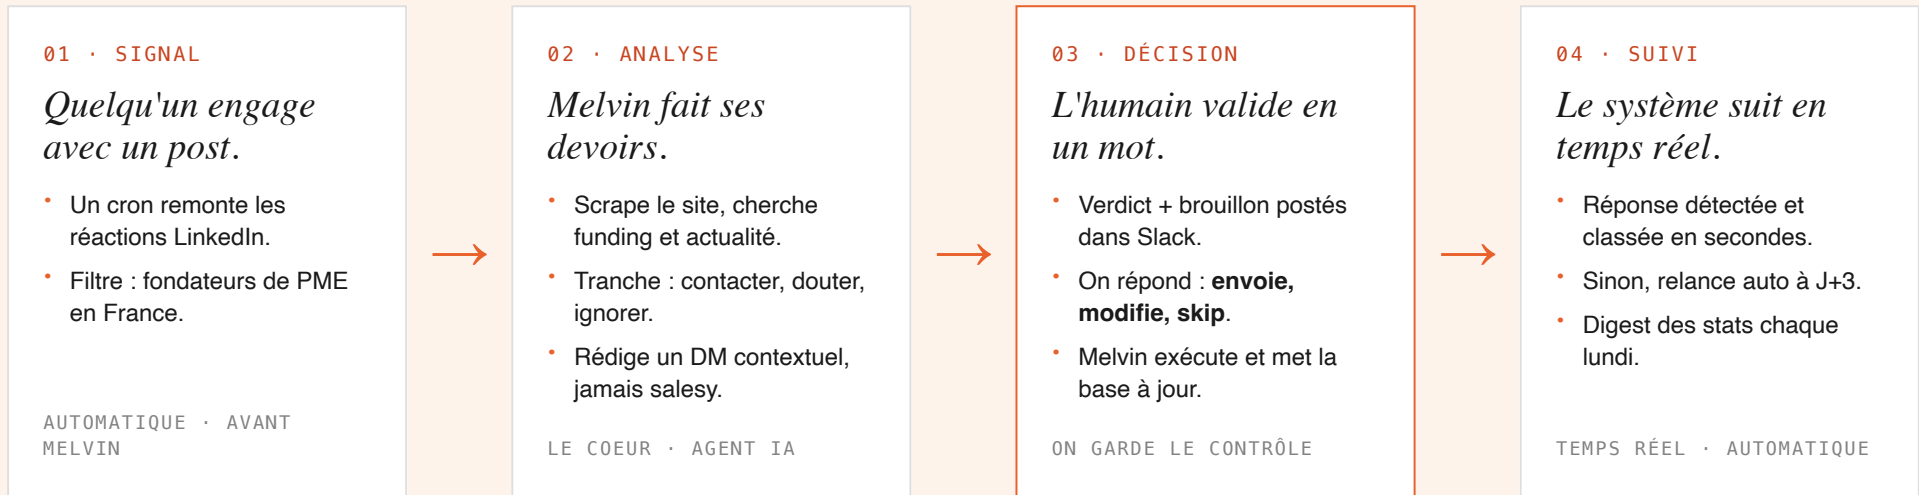 01 · SIGNAL
Quelqu'un engage
avec un post.
• Un cron remonte les
réactions LinkedIn.
• Filtre : fondateurs de PME
en France.
AUTOMATIQUE · AVANT
MELVIN
→
02 · ANALYSE
Melvin fait ses
devoirs.
• Scrape le site, cherche
funding et actualité.
• Tranche : contacter, douter,
ignorer.
• Rédige un DM contextuel,
jamais salesy.
LE COEUR · AGENT IA
→
03 · DÉCISION
L'humain valide en
un mot.
• Verdict + brouillon postés
dans Slack.
• On répond : envoie,
modifie, skip.
• Melvin exécute et met la
base à jour.
ON GARDE LE CONTRÔLE
→
04 · SUIVI
Le système suit en
temps réel.
• Réponse détectée et
classée en secondes.
• Sinon, relance auto à J+3.
• Digest des stats chaque
lundi.
TEMPS RÉEL · AUTOMATIQUE